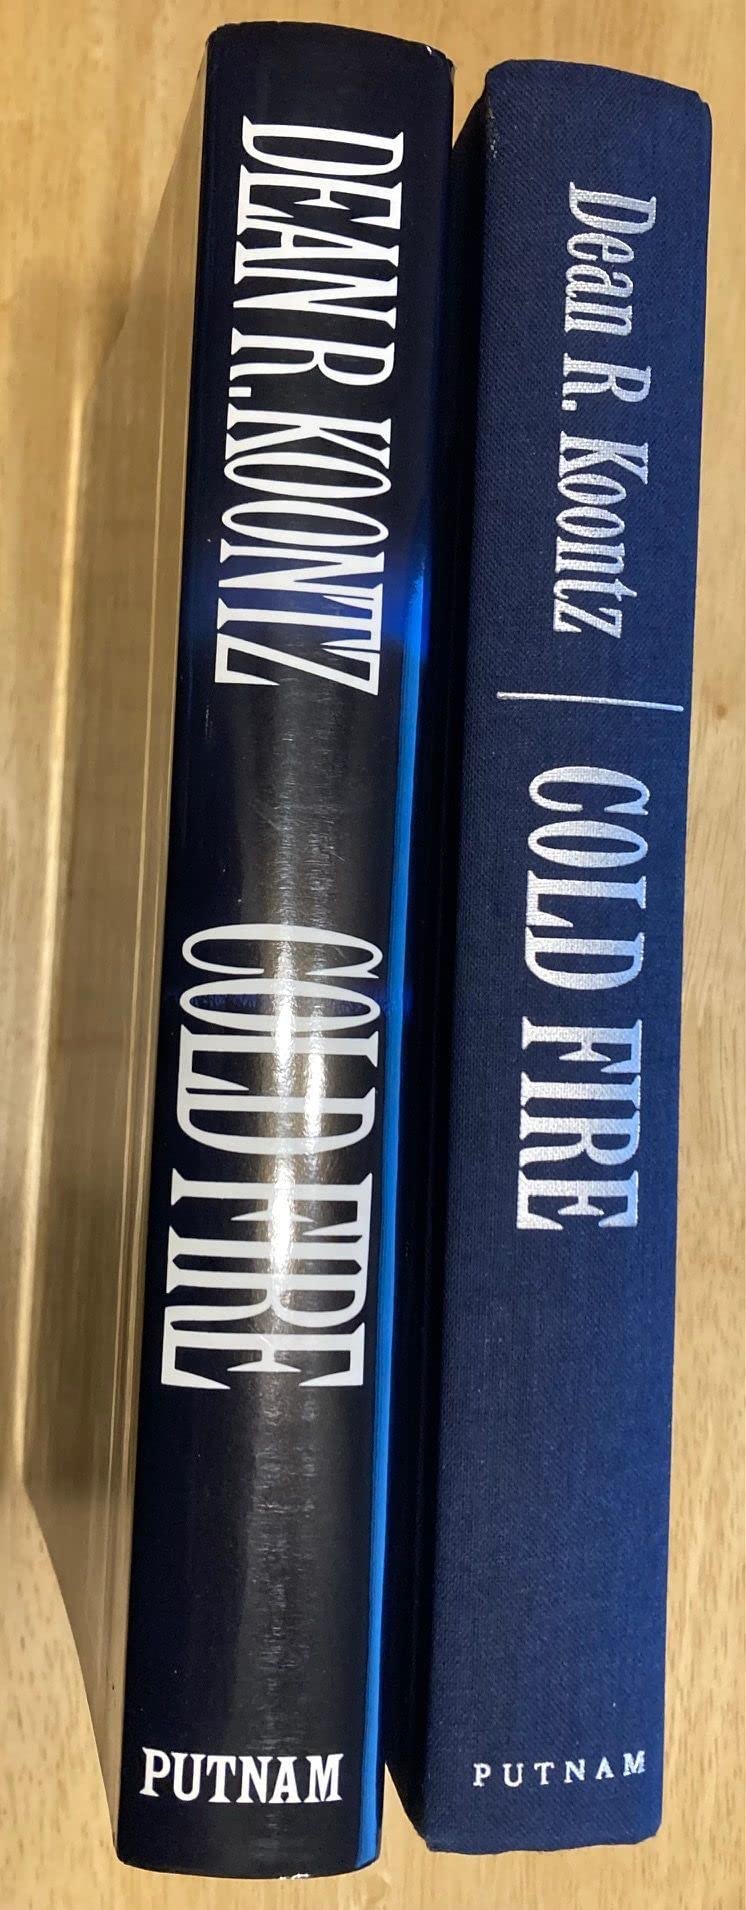 DEAN R. KOONTZ COLD FIRE
PUTNAM
Dean R. Koontz | COLD FIRE
PUTNAM